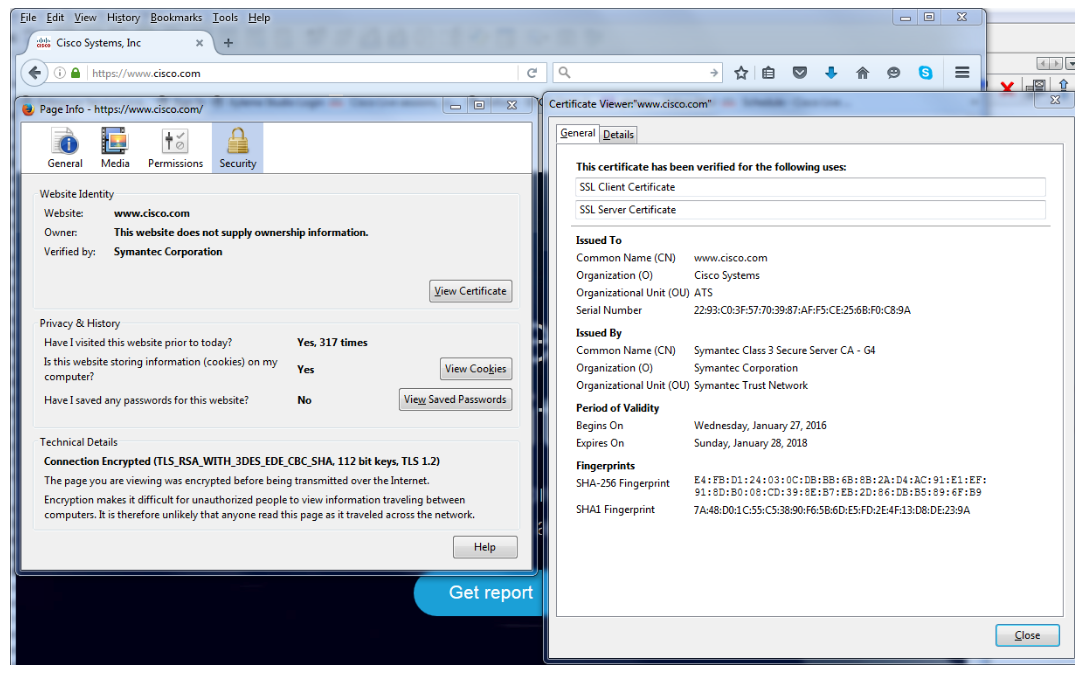 File Edit View History Bookmarks Tools Help
Cisco Systems, Inc
https://www.cisco.com
Page Info - https://www.cisco.com/
General Media Permissions Security
Website Identity
Website: www.cisco.com
Owner: This website does not supply ownership information.
Verified by: Symantec Corporation
View Certificate
Privacy & History
Have I visited this website prior to today? Yes, 317 times
Is this website storing information (cookies) on my
computer?
Yes
View Cookies
Have I saved any passwords for this website? No
View Saved Passwords
Technical Details
Connection Encrypted (TLS_RSA_WITH_3DES_EDE_CBC_SHA, 112 bit keys, TLS 1.2)
The page you are viewing was encrypted before being transmitted over the Internet.
Encryption makes it difficult for unauthorized people to view information traveling between
computers. It is therefore unlikely that anyone read this page as it traveled across the network.
Help
Get report
Certificate Viewer:"www.cisco.com"
General Details
This certificate has been verified for the following uses:
SSL Client Certificate
SSL Server Certificate
Issued To
Common Name (CN) www.cisco.com
Organization (O) Cisco Systems
Organizational Unit (OU) ATS
Serial Number 22:93:C0:3F:57:70:39:87:AF:F5:CE:25:6B:F0:C8:9A
Issued By
Common Name (CN) Symantec Class 3 Secure Server CA - G4
Organization (O) Symantec Corporation
Organizational Unit (OU) Symantec Trust Network
Period of Validity
Begins On Wednesday, January 27, 2016
Expires On Sunday, January 28, 2018
Fingerprints
SHA-256 Fingerprint E4:FB:D1:24:03:0C:DB:BB:6B:8B:2A:D4:AC:91:E1:EF:
91:8D:B0:08:CD:39:8E:B7:EB:2D:86:DB:B5:89:6F:B9
SHA1 Fingerprint 7A:48:D0:1C:55:C5:38:90:F6:5B:6D:E5:FD:2E:4F:13:D8:DE:23:9A
Close